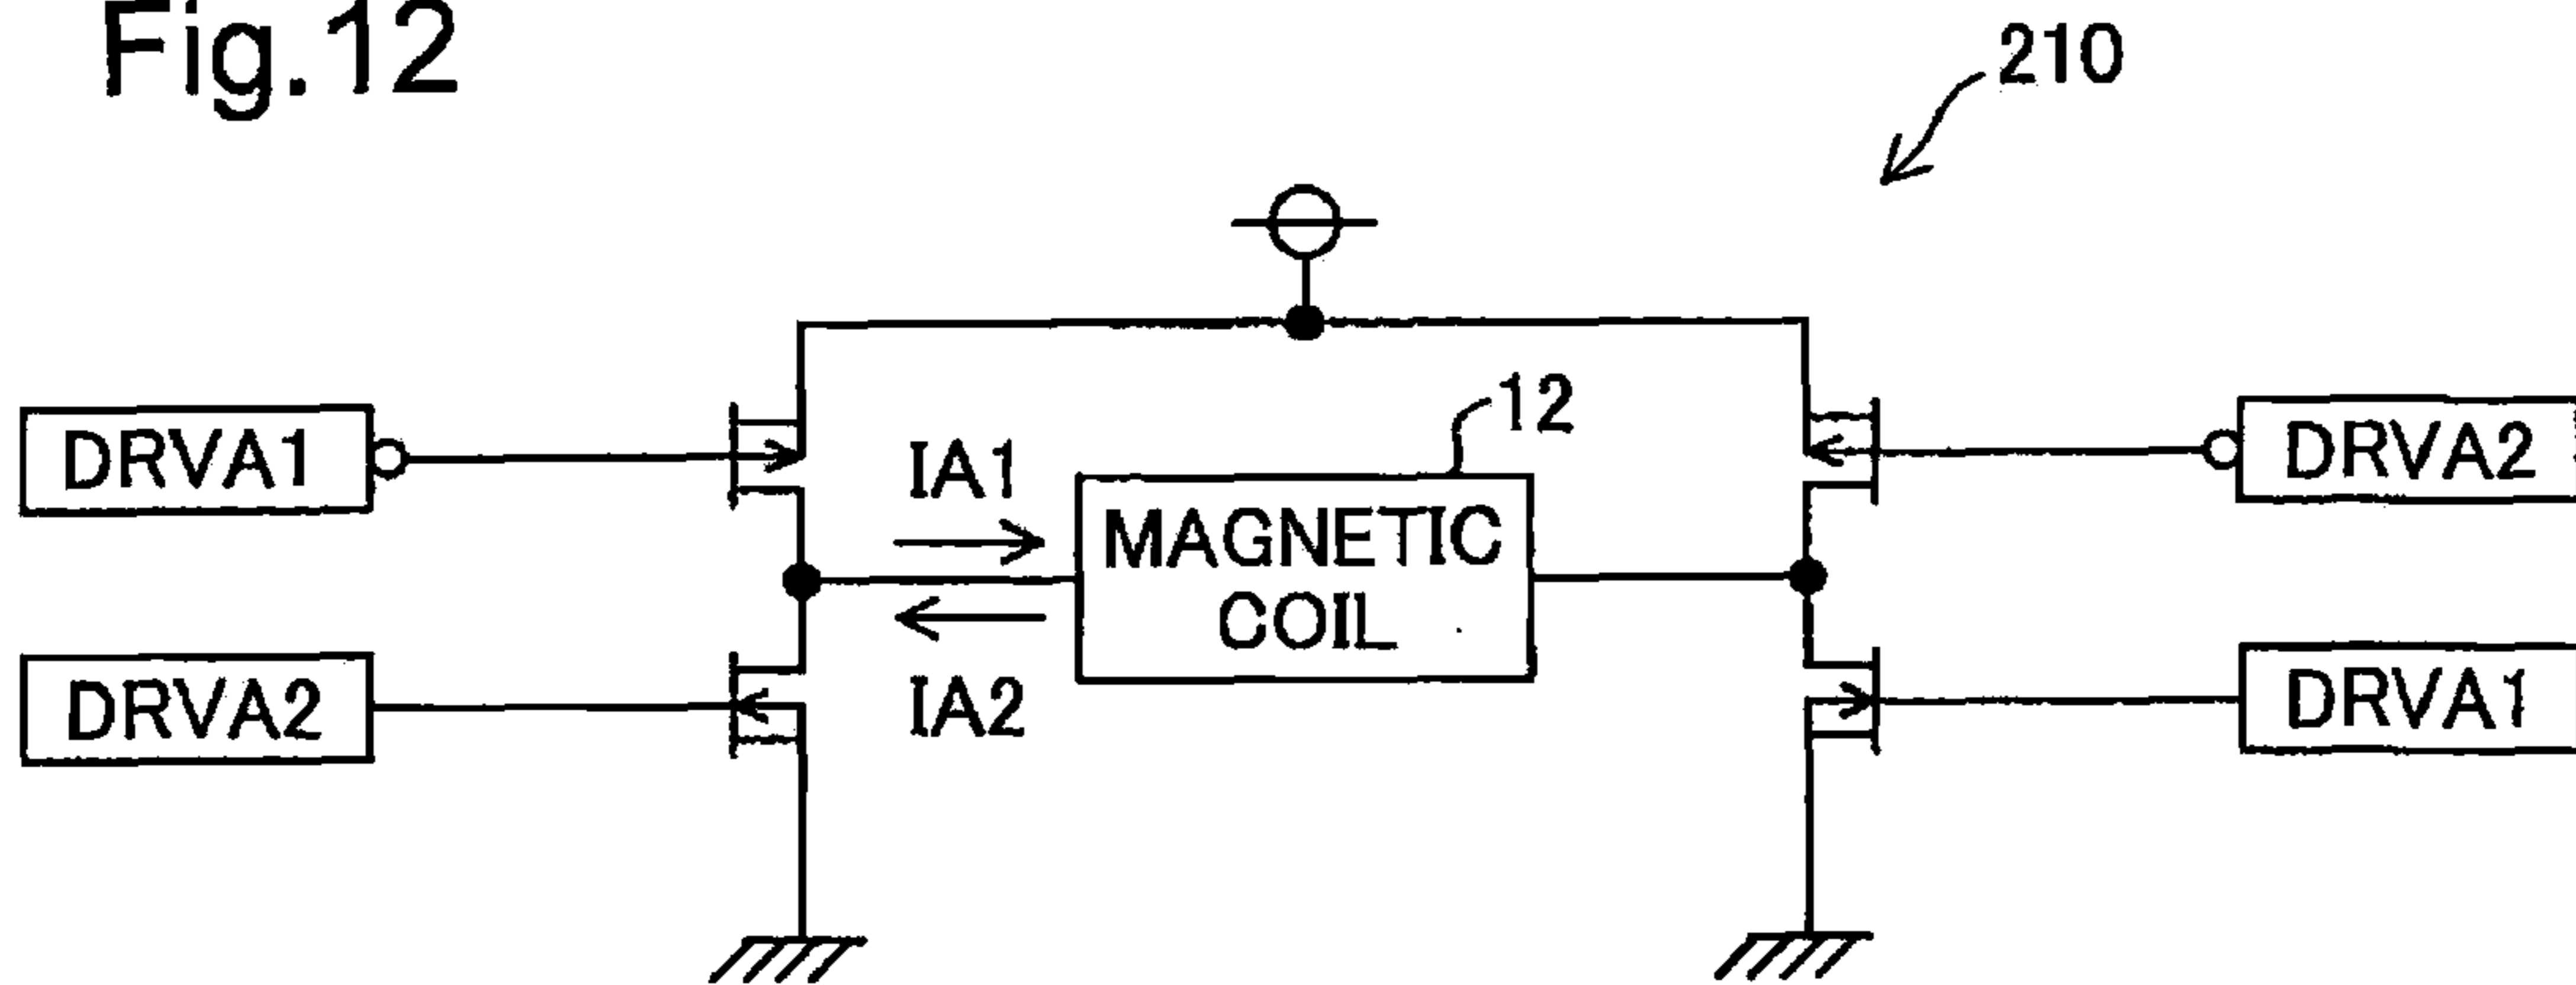 Fig.12
210
12
DRVA1
IA1
MAGNETIC
COIL
DRVA2
DRVA2
IA2
DRVA1